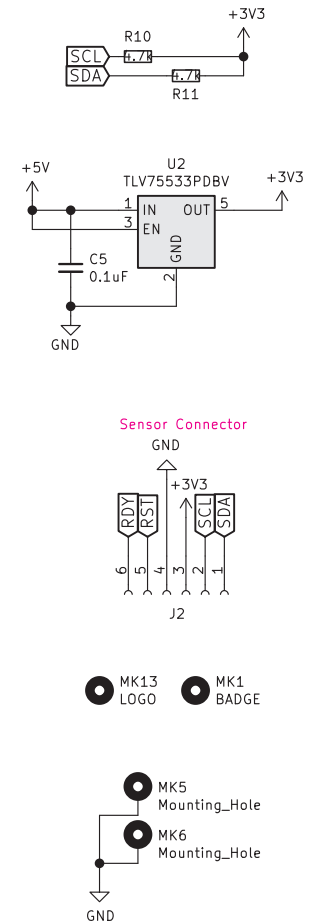 +3V3
R10
SCL 4.7k
SDA 4.7k
R11
U2
TLV75533PDBV
+5V
+3V3
1 IN OUT 5
3 EN
GND
2
C5
0.1uF
GND
Sensor Connector
GND
+3V3
RDY RST SCL SDA
6 5 4 3 2 1
J2
MK13
LOGO
MK1
BADGE
MK5
Mounting_Hole
MK6
Mounting_Hole
GND